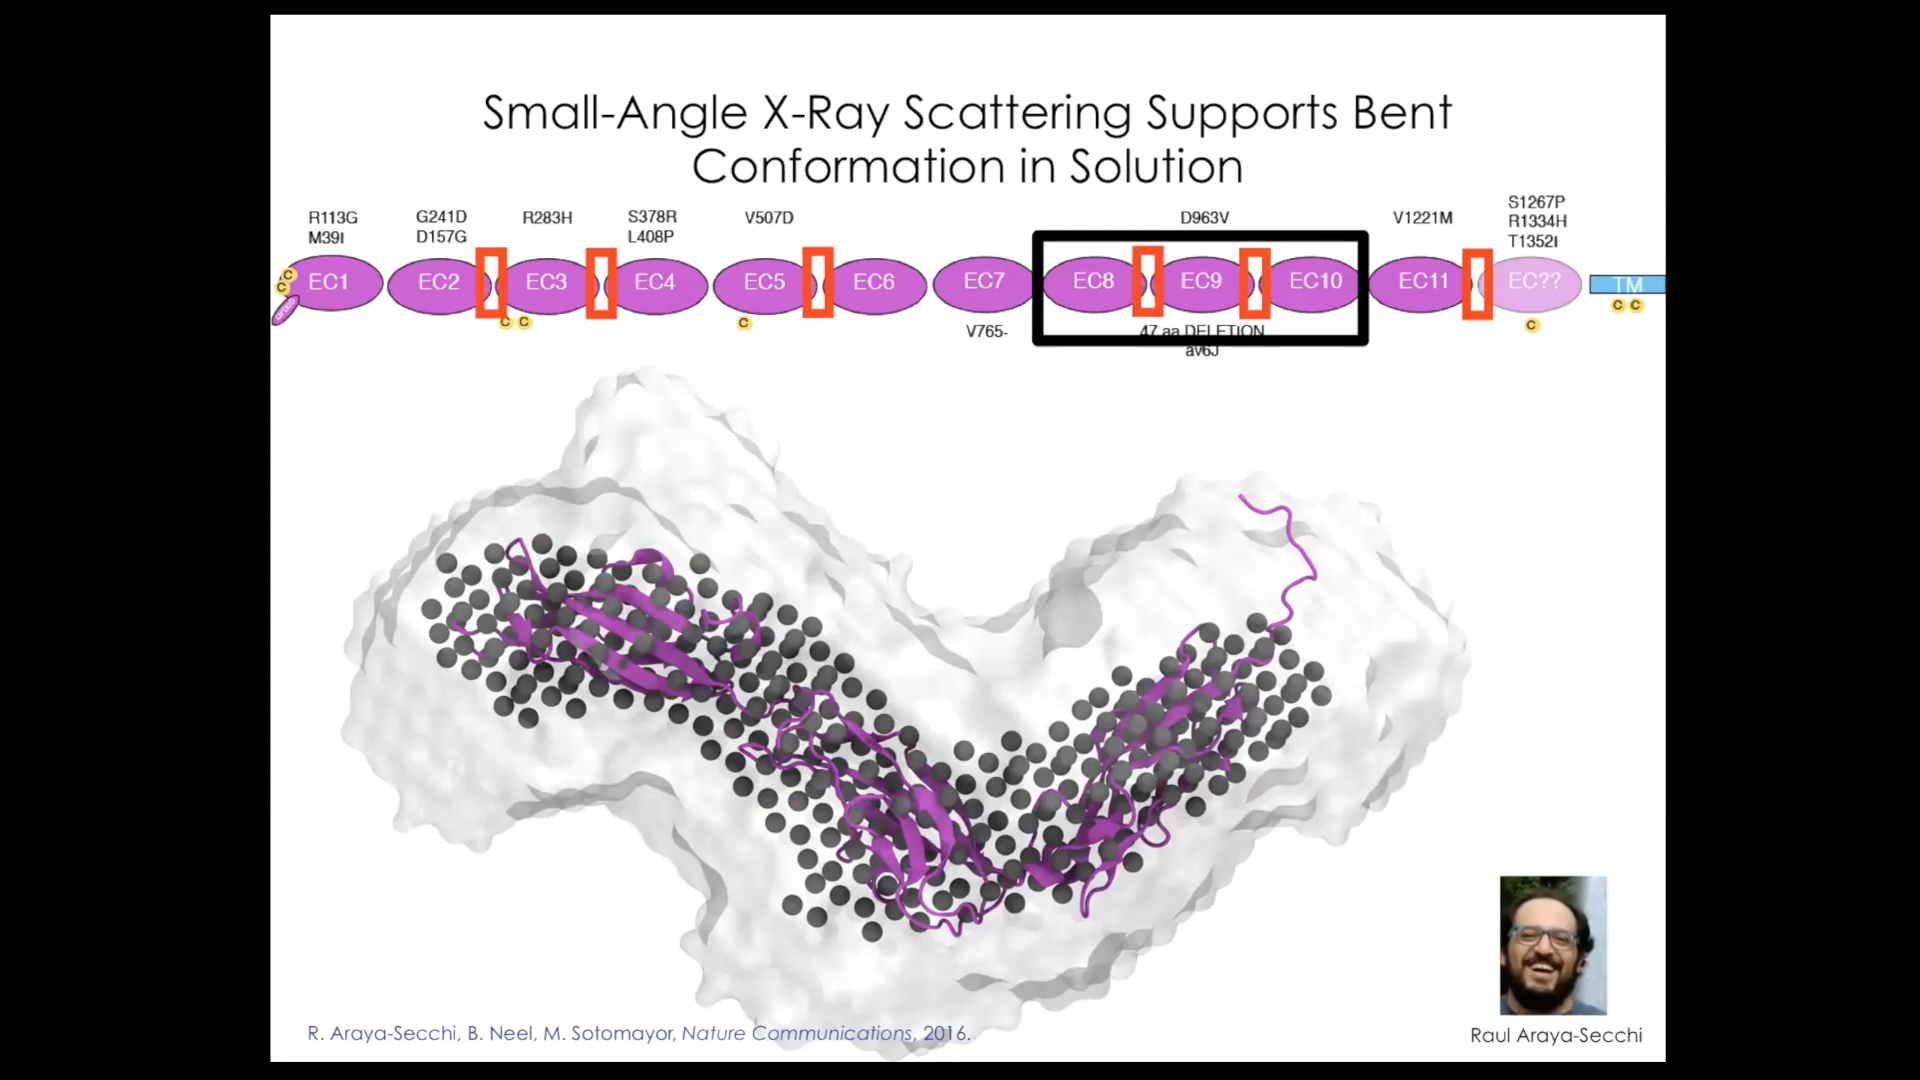 Small-Angle X-Ray Scattering Supports Bent
Conformation in Solution
S1267P
R113G G241D R283H S378R V507D D963V V1221M R1334H
M39I D157G L408P T1352I
C C EC1 EC2 EC3 EC4 EC5 EC6 EC7 EC8 EC9 EC10 EC11 EC?? TM
C C C C C C
V765- 47 aa DELETION
av6J
R. Araya-Secchi, B. Neel, M. Sotomayor, Nature Communications, 2016.
Raul Araya-Secchi